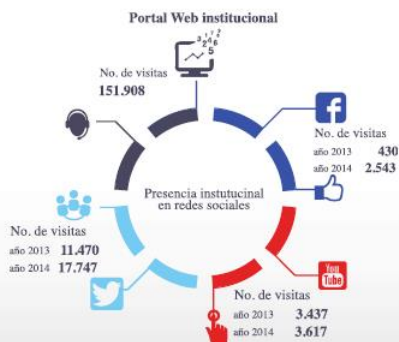 Portal Web institucional
No. de visitas
151.908
No. de visitas
año 2013 430
año 2014 2.543
Presencia instutucinal
en redes sociales
No. de visitas
año 2013 11.470
año 2014 17.747
You
Tube
No. de visitas
año 2013 3.437
año 2014 3.617